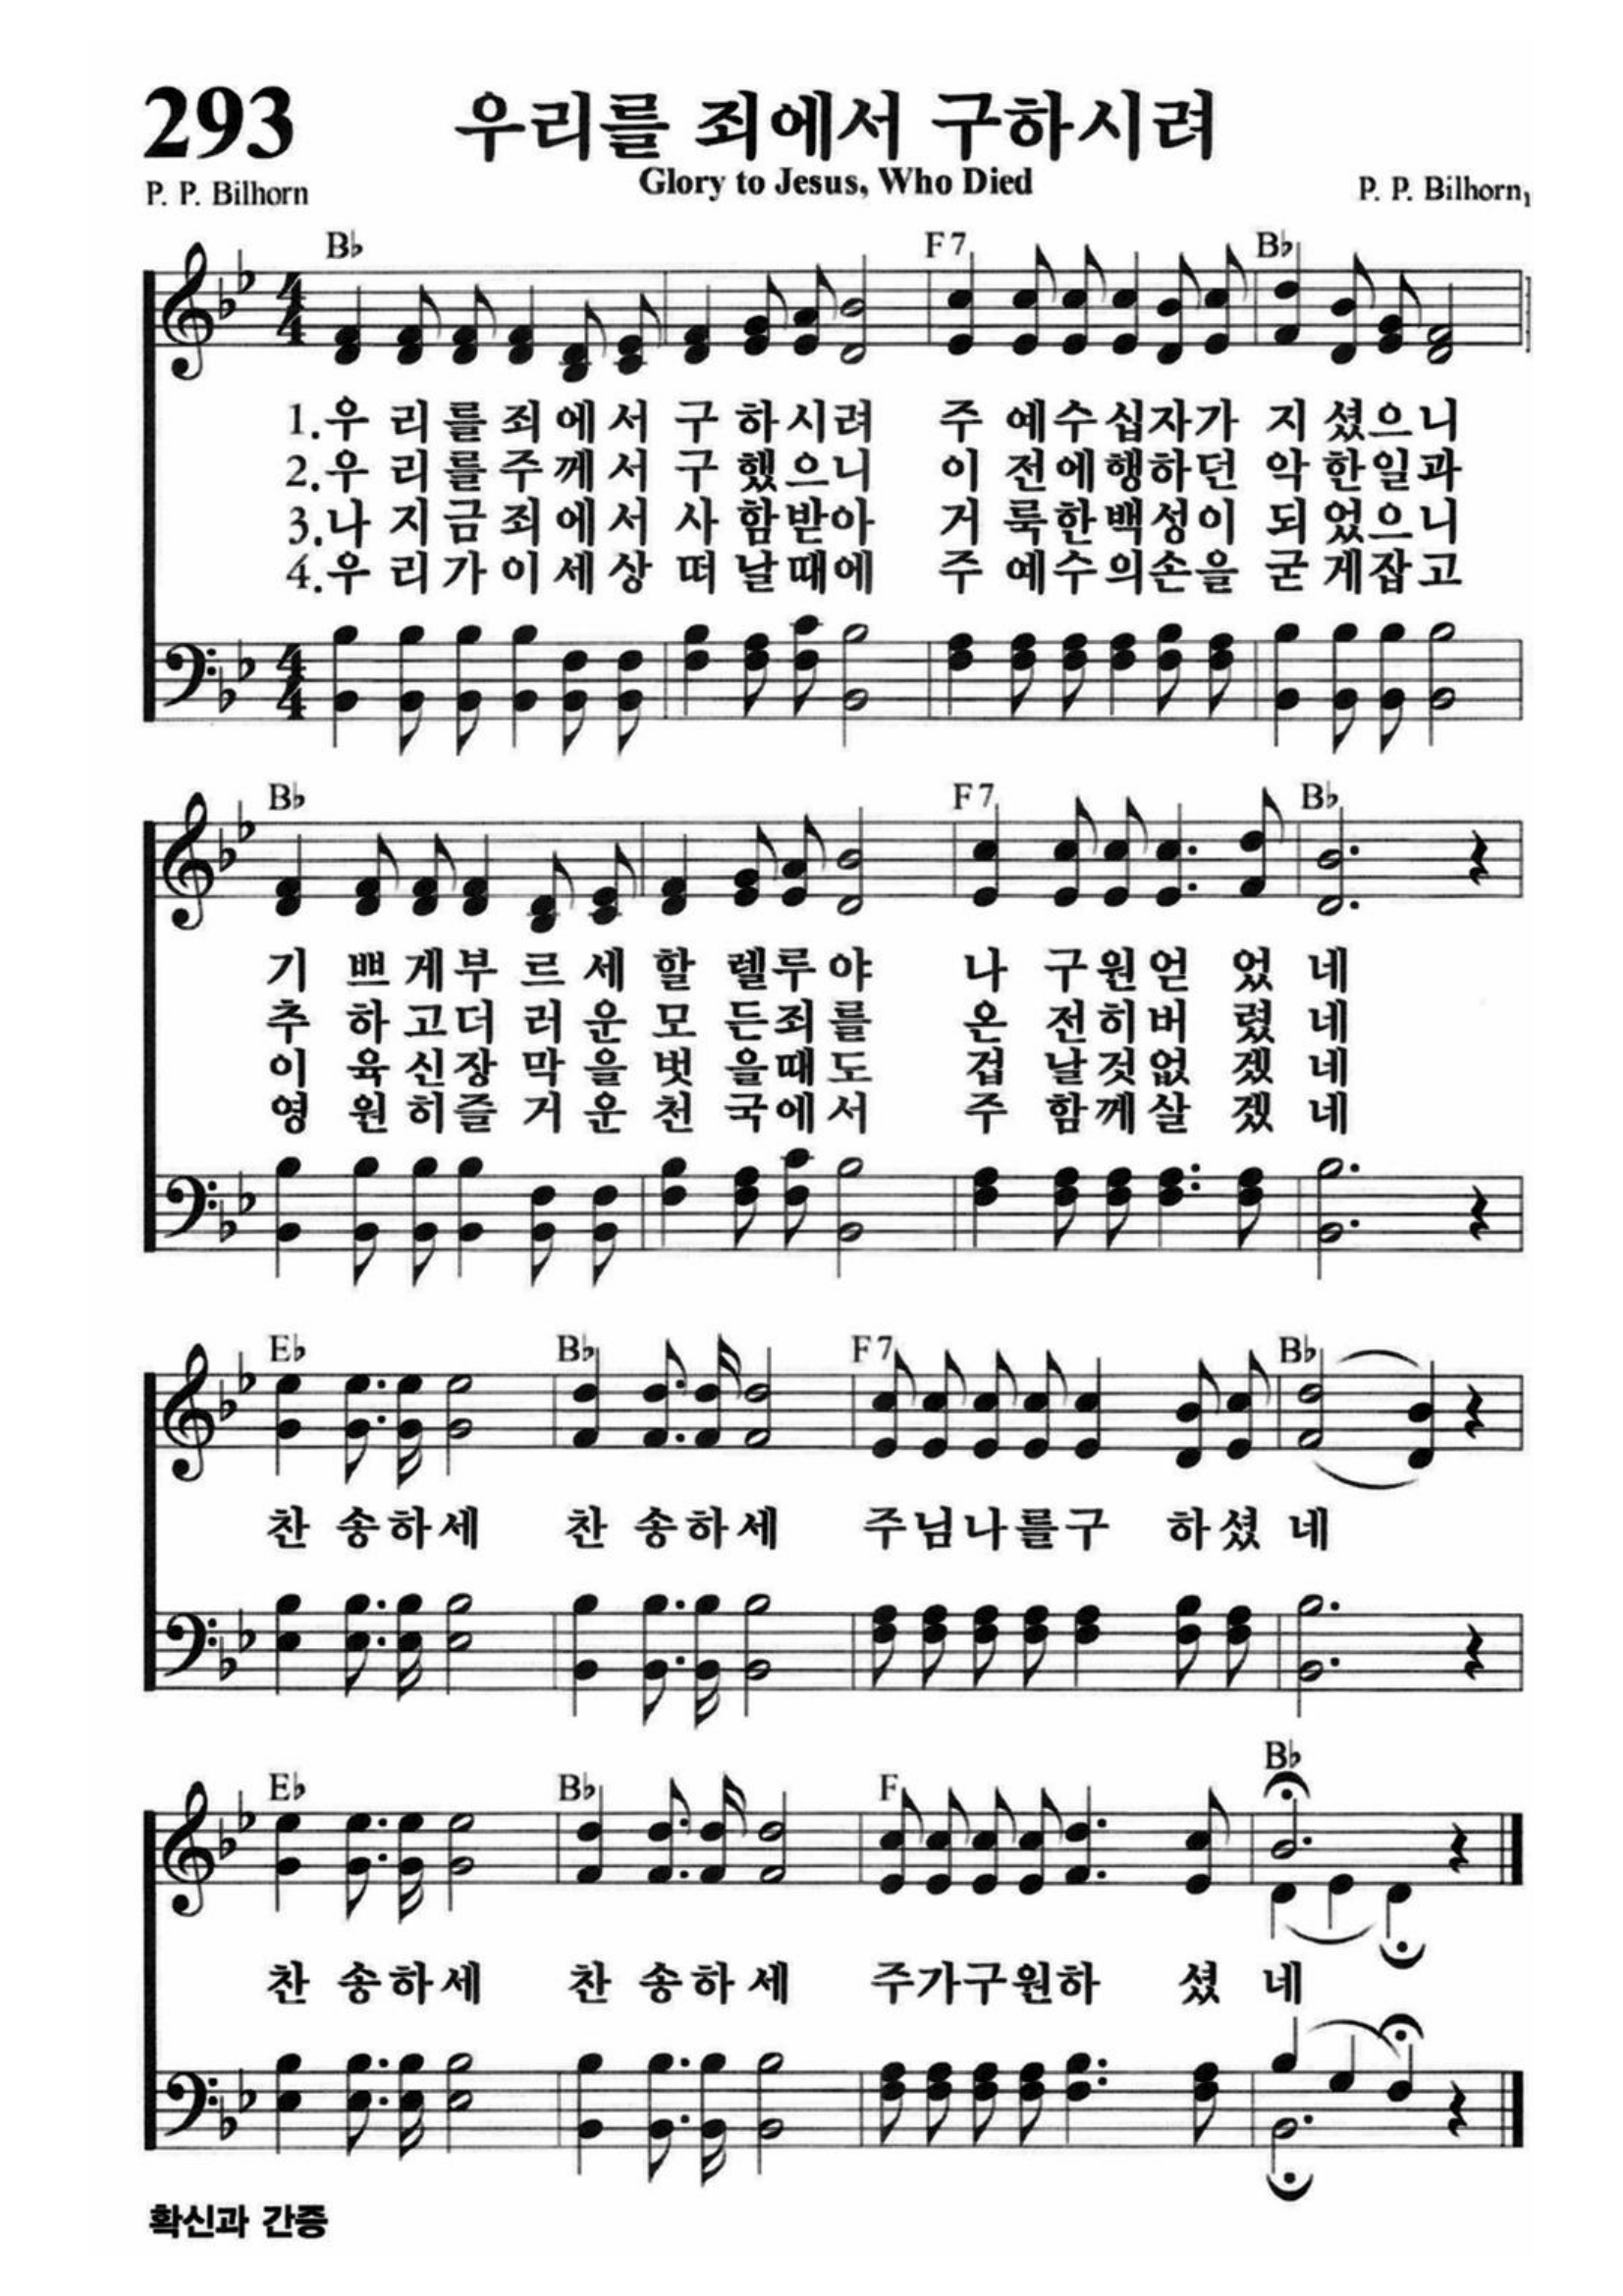 293 우리를 죄에서 구하시려
Glory to Jesus, Who Died
P. P. Bilhorn P. P. Bilhorn,
B♭ F7 B♭
4/4
1.우 리를죄에서 구 하시려 주 예수십자가 지 셨으니
2.우 리를주께서 구 했으니 이 전에행하던 악 한일과
3.나 지금죄에서 사 함받아 거 룩한백성이 되 었으니
4.우 리가이세상 떠 날때에 주 예수의손을 굳 게잡고
4/4
B♭ F7 B♭
기 쁘게부 르 세 할 렐루야 나 구원얻 었 네
추 하고더 러 운 모 든죄를 온 전히버 렸 네
이 육신장 막 을 벗 을때도 겁 날것없 겠 네
영 원히즐 거 운 천 국에서 주 함께살 겠 네
E♭ B♭ F7 B♭
찬 송하세 찬 송하세 주님나를구 하셨 네
E♭ B♭ F B♭
찬 송하세 찬 송하세 주가구원하 셨 네
확신과 간증